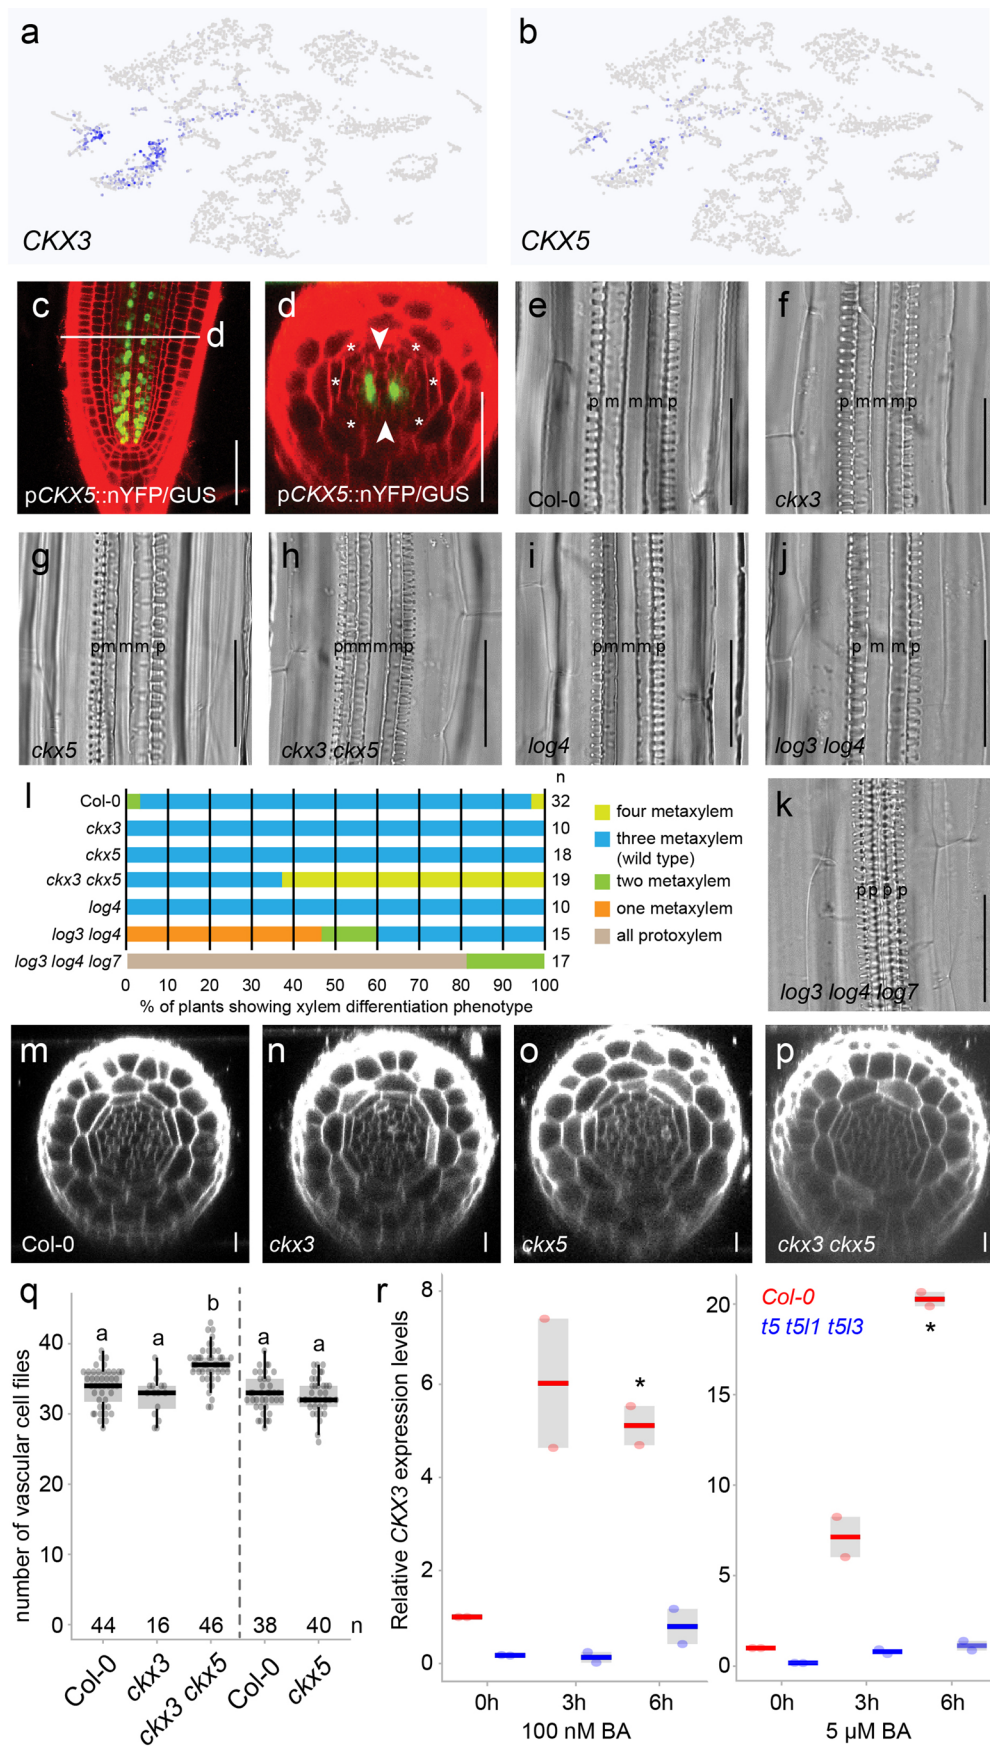 a
b
CKX3
CKX5
c
d
d
e
f
pCKX5::nYFP/GUS
pCKX5::nYFP/GUS
p m m m p
Col-0
p m m m p
ckx3
g
h
i
j
p m m m p
ckx5
p m m m m p
ckx3 ckx5
p m m m p
log4
p m m p
log3 log4
l
n
Col-0
32
ckx3
10
ckx5
18
ckx3 ckx5
19
log4
10
log3 log4
15
log3 log4 log7
17
0 10 20 30 40 50 60 70 80 90 100
% of plants showing xylem differentiation phenotype
four metaxylem
three metaxylem
(wild type)
two metaxylem
one metaxylem
all protoxylem
k
p p p p
log3 log4 log7
m
n
o
p
Col-0
ckx3
ckx5
ckx3 ckx5
q
number of vascular cell files
40
30
20
10
0
a a b a a
44 16 46 38 40 n
Col-0
ckx3
ckx3 ckx5
Col-0
ckx5
r
Relative CKX3 expression levels
8
6
4
2
0
*
0h 3h 6h
100 nM BA
20
15
10
5
0
Col-0
t5 t5l1 t5l3
*
0h 3h 6h
5 µM BA